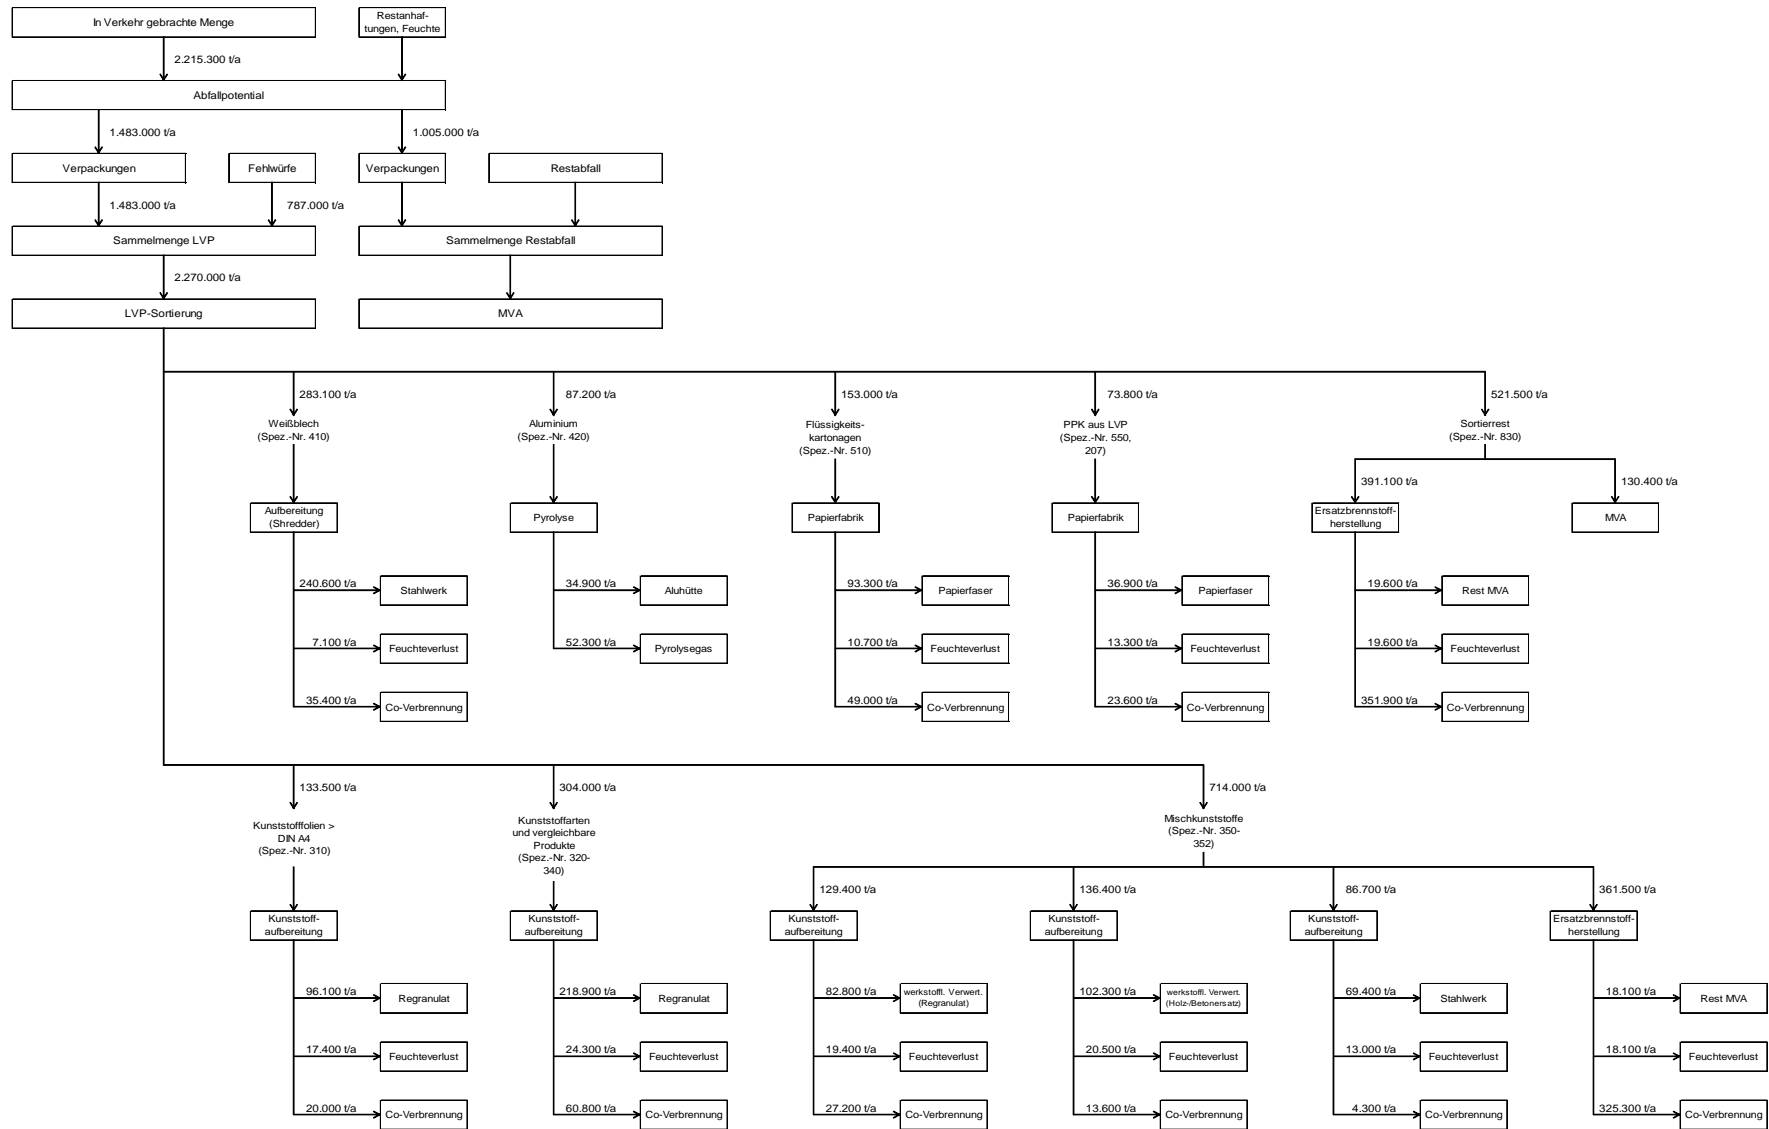 In Verkehr gebrachte Menge
Restanhaf-
tungen, Feuchte
2.215.300 t/a
Abfallpotential
1.483.000 t/a
1.005.000 t/a
Verpackungen
Fehlwürfe
Verpackungen
Restabfall
1.483.000 t/a
787.000 t/a
Sammelmenge LVP
Sammelmenge Restabfall
2.270.000 t/a
LVP-Sortierung
MVA
283.100 t/a
87.200 t/a
153.000 t/a
73.800 t/a
521.500 t/a
Weißblech
(Spez.-Nr. 410)
Aluminium
(Spez.-Nr. 420)
Flüssigkeits-
kartonagen
(Spez.-Nr. 510)
PPK aus LVP
(Spez.-Nr. 550,
207)
Sortierrest
(Spez.-Nr. 830)
391.100 t/a
130.400 t/a
Aufbereitung
(Shredder)
Pyrolyse
Papierfabrik
Papierfabrik
Ersatzbrennstoff-
herstellung
MVA
240.600 t/a
Stahlwerk
34.900 t/a
Aluhütte
93.300 t/a
Papierfaser
36.900 t/a
Papierfaser
19.600 t/a
Rest MVA
7.100 t/a
Feuchteverlust
52.300 t/a
Pyrolysegas
10.700 t/a
Feuchteverlust
13.300 t/a
Feuchteverlust
19.600 t/a
Feuchteverlust
35.400 t/a
Co-Verbrennung
49.000 t/a
Co-Verbrennung
23.600 t/a
Co-Verbrennung
351.900 t/a
Co-Verbrennung
133.500 t/a
304.000 t/a
714.000 t/a
Kunststofffolien >
DIN A4
(Spez.-Nr. 310)
Kunststoffarten
und vergleichbare
Produkte
(Spez.-Nr. 320-
340)
Mischkunststoffe
(Spez.-Nr. 350-
352)
129.400 t/a
136.400 t/a
86.700 t/a
361.500 t/a
Kunststoff-
aufbereitung
Kunststoff-
aufbereitung
Kunststoff-
aufbereitung
Kunststoff-
aufbereitung
Kunststoff-
aufbereitung
Ersatzbrennstoff-
herstellung
96.100 t/a
Regranulat
218.900 t/a
Regranulat
82.800 t/a
werkstoffl. Verwert.
(Regranulat)
102.300 t/a
werkstoffl. Verwert.
(Holz-/Betonersatz)
69.400 t/a
Stahlwerk
18.100 t/a
Rest MVA
17.400 t/a
Feuchteverlust
24.300 t/a
Feuchteverlust
19.400 t/a
Feuchteverlust
20.500 t/a
Feuchteverlust
13.000 t/a
Feuchteverlust
18.100 t/a
Feuchteverlust
20.000 t/a
Co-Verbrennung
60.800 t/a
Co-Verbrennung
27.200 t/a
Co-Verbrennung
13.600 t/a
Co-Verbrennung
4.300 t/a
Co-Verbrennung
325.300 t/a
Co-Verbrennung